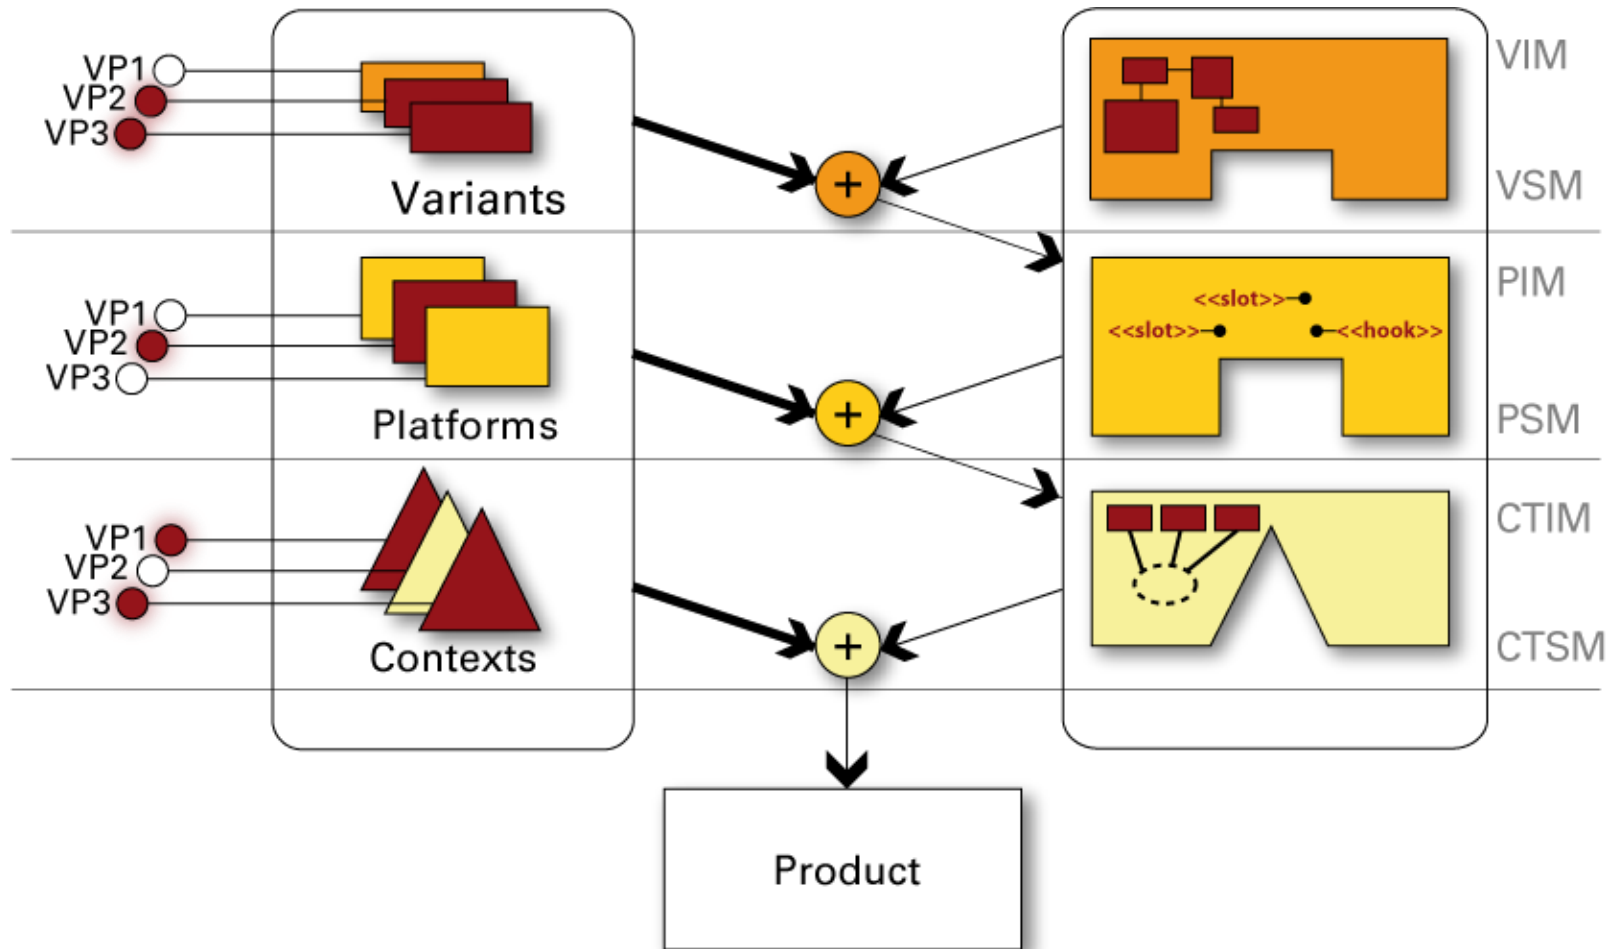 VP1
VP2
VP3
Variants
+
VIM
VSM
VP1
VP2
VP3
Platforms
+
<<slot>>
<<slot>>
<<hook>>
PIM
PSM
VP1
VP2
VP3
Contexts
+
CTIM
CTSM
Product